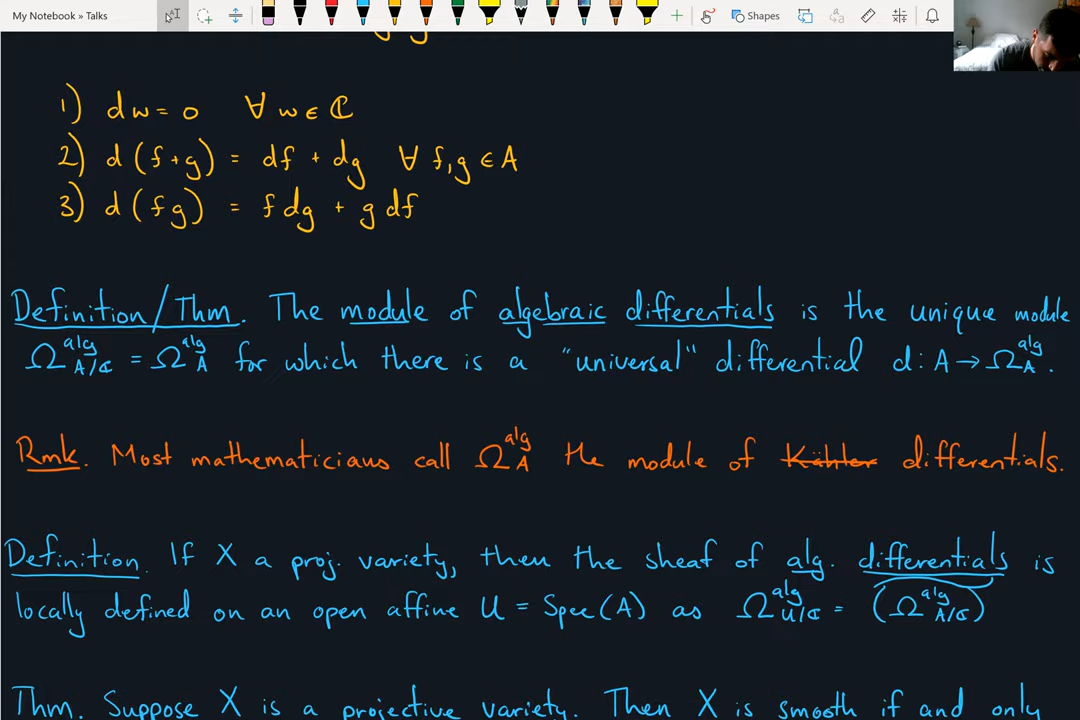 My Notebook » Talks
Shapes
1) dw = 0 ∀ w ∈ ℂ
2) d(f+g) = df + dg ∀ f,g ∈ A
3) d(fg) = f dg + g df
Definition/Thm. The module of algebraic differentials is the unique module
Ω^alg_A/ℂ = Ω^alg_A for which there is a "universal" differential d: A → Ω^alg_A.
Rmk. Most mathematicians call Ω^alg_A the module of Kähler differentials.
Definition. If X a proj. variety, then the sheaf of alg. differentials is
locally defined on an open affine U = Spec(A) as Ω^alg_U/ℂ = (Ω^alg_A/ℂ)
Thm. Suppose X is a projective variety. Then X is smooth if and only